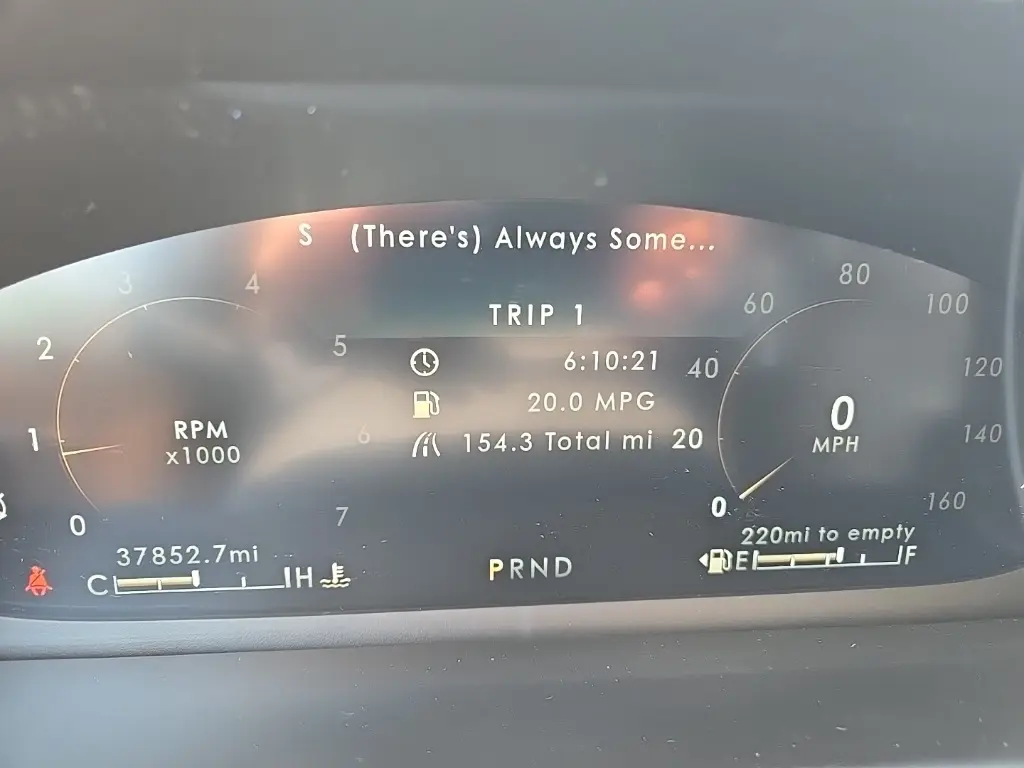 S (There's) Always Some...
TRIP 1
6:10:21
20.0 MPG
154.3 Total mi
0 1 2 3 4 5 6 7
RPM
x1000
0 20 40 60 80 100 120 140 160
0
MPH
37852.7mi
C H
PRND
220mi to empty
E F